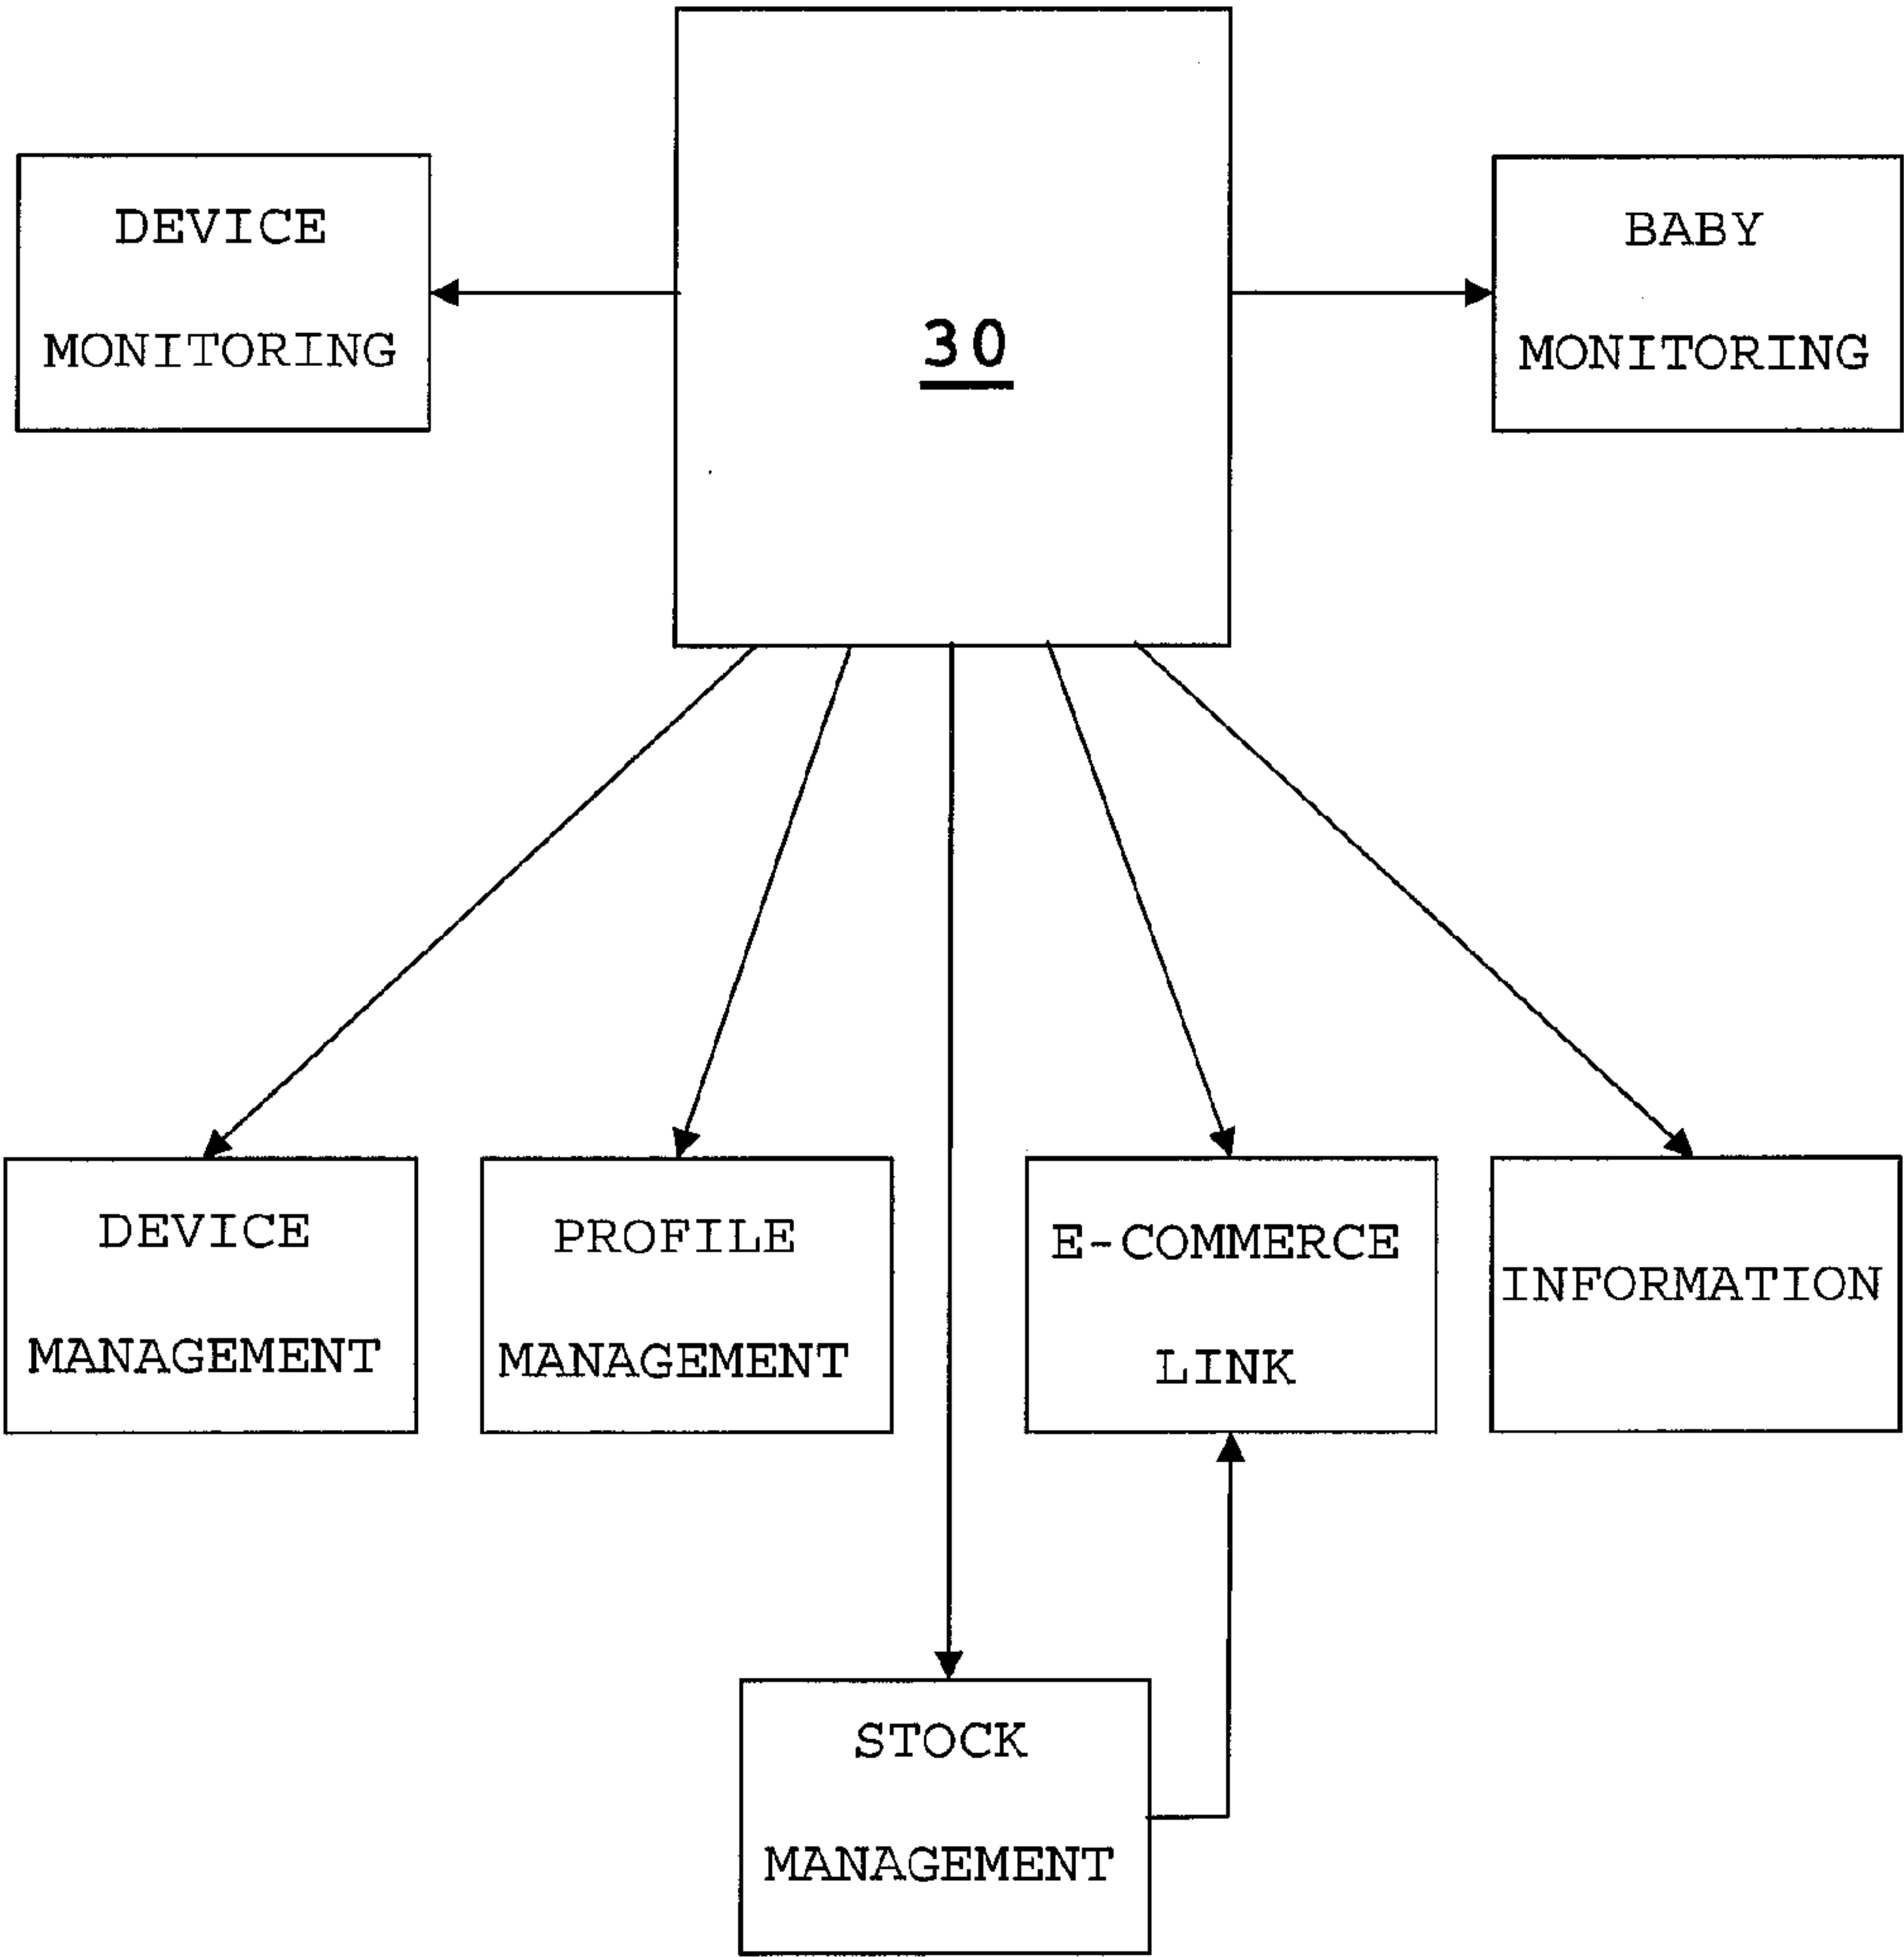 DEVICE
MONITORING
30
BABY
MONITORING
DEVICE
MANAGEMENT
PROFILE
MANAGEMENT
E-COMMERCE
LINK
INFORMATION
STOCK
MANAGEMENT